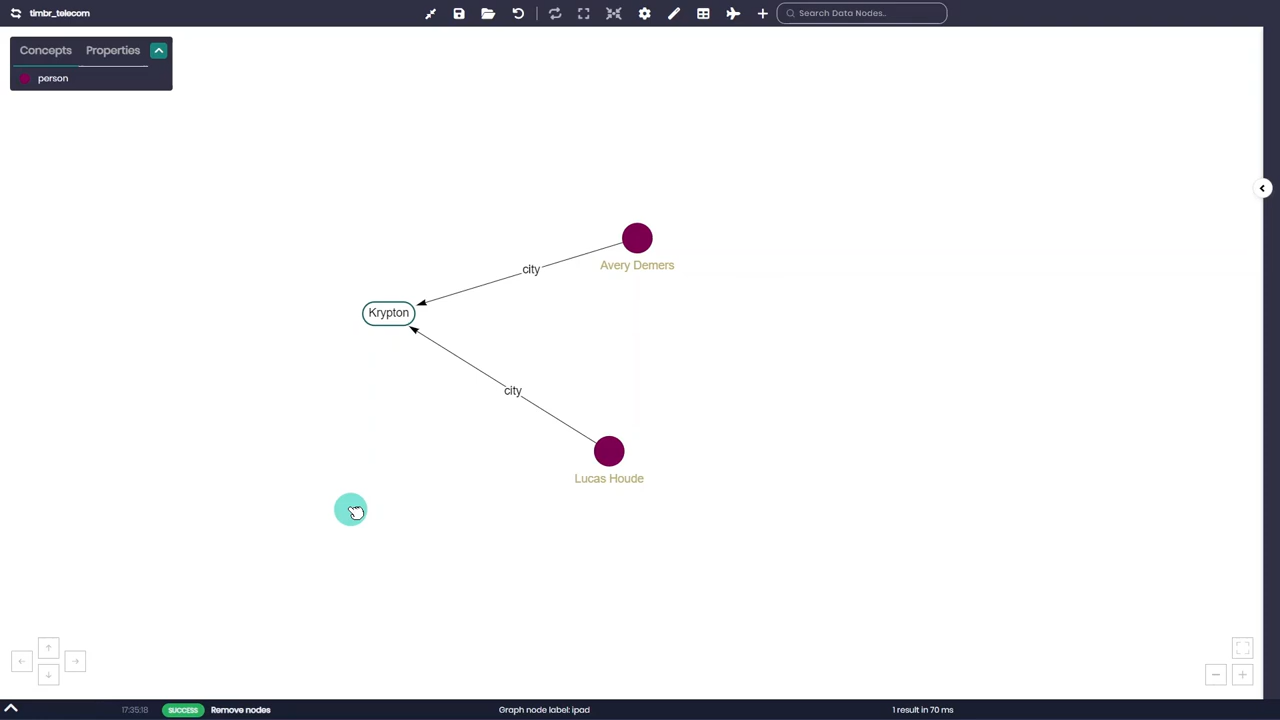 timbr_telecom
Search Data Nodes..
Concepts Properties
person
city
Avery Demers
Krypton
city
Lucas Houde
17:35:18 SUCCESS Remove nodes Graph node label: ipad 1 result in 70 ms